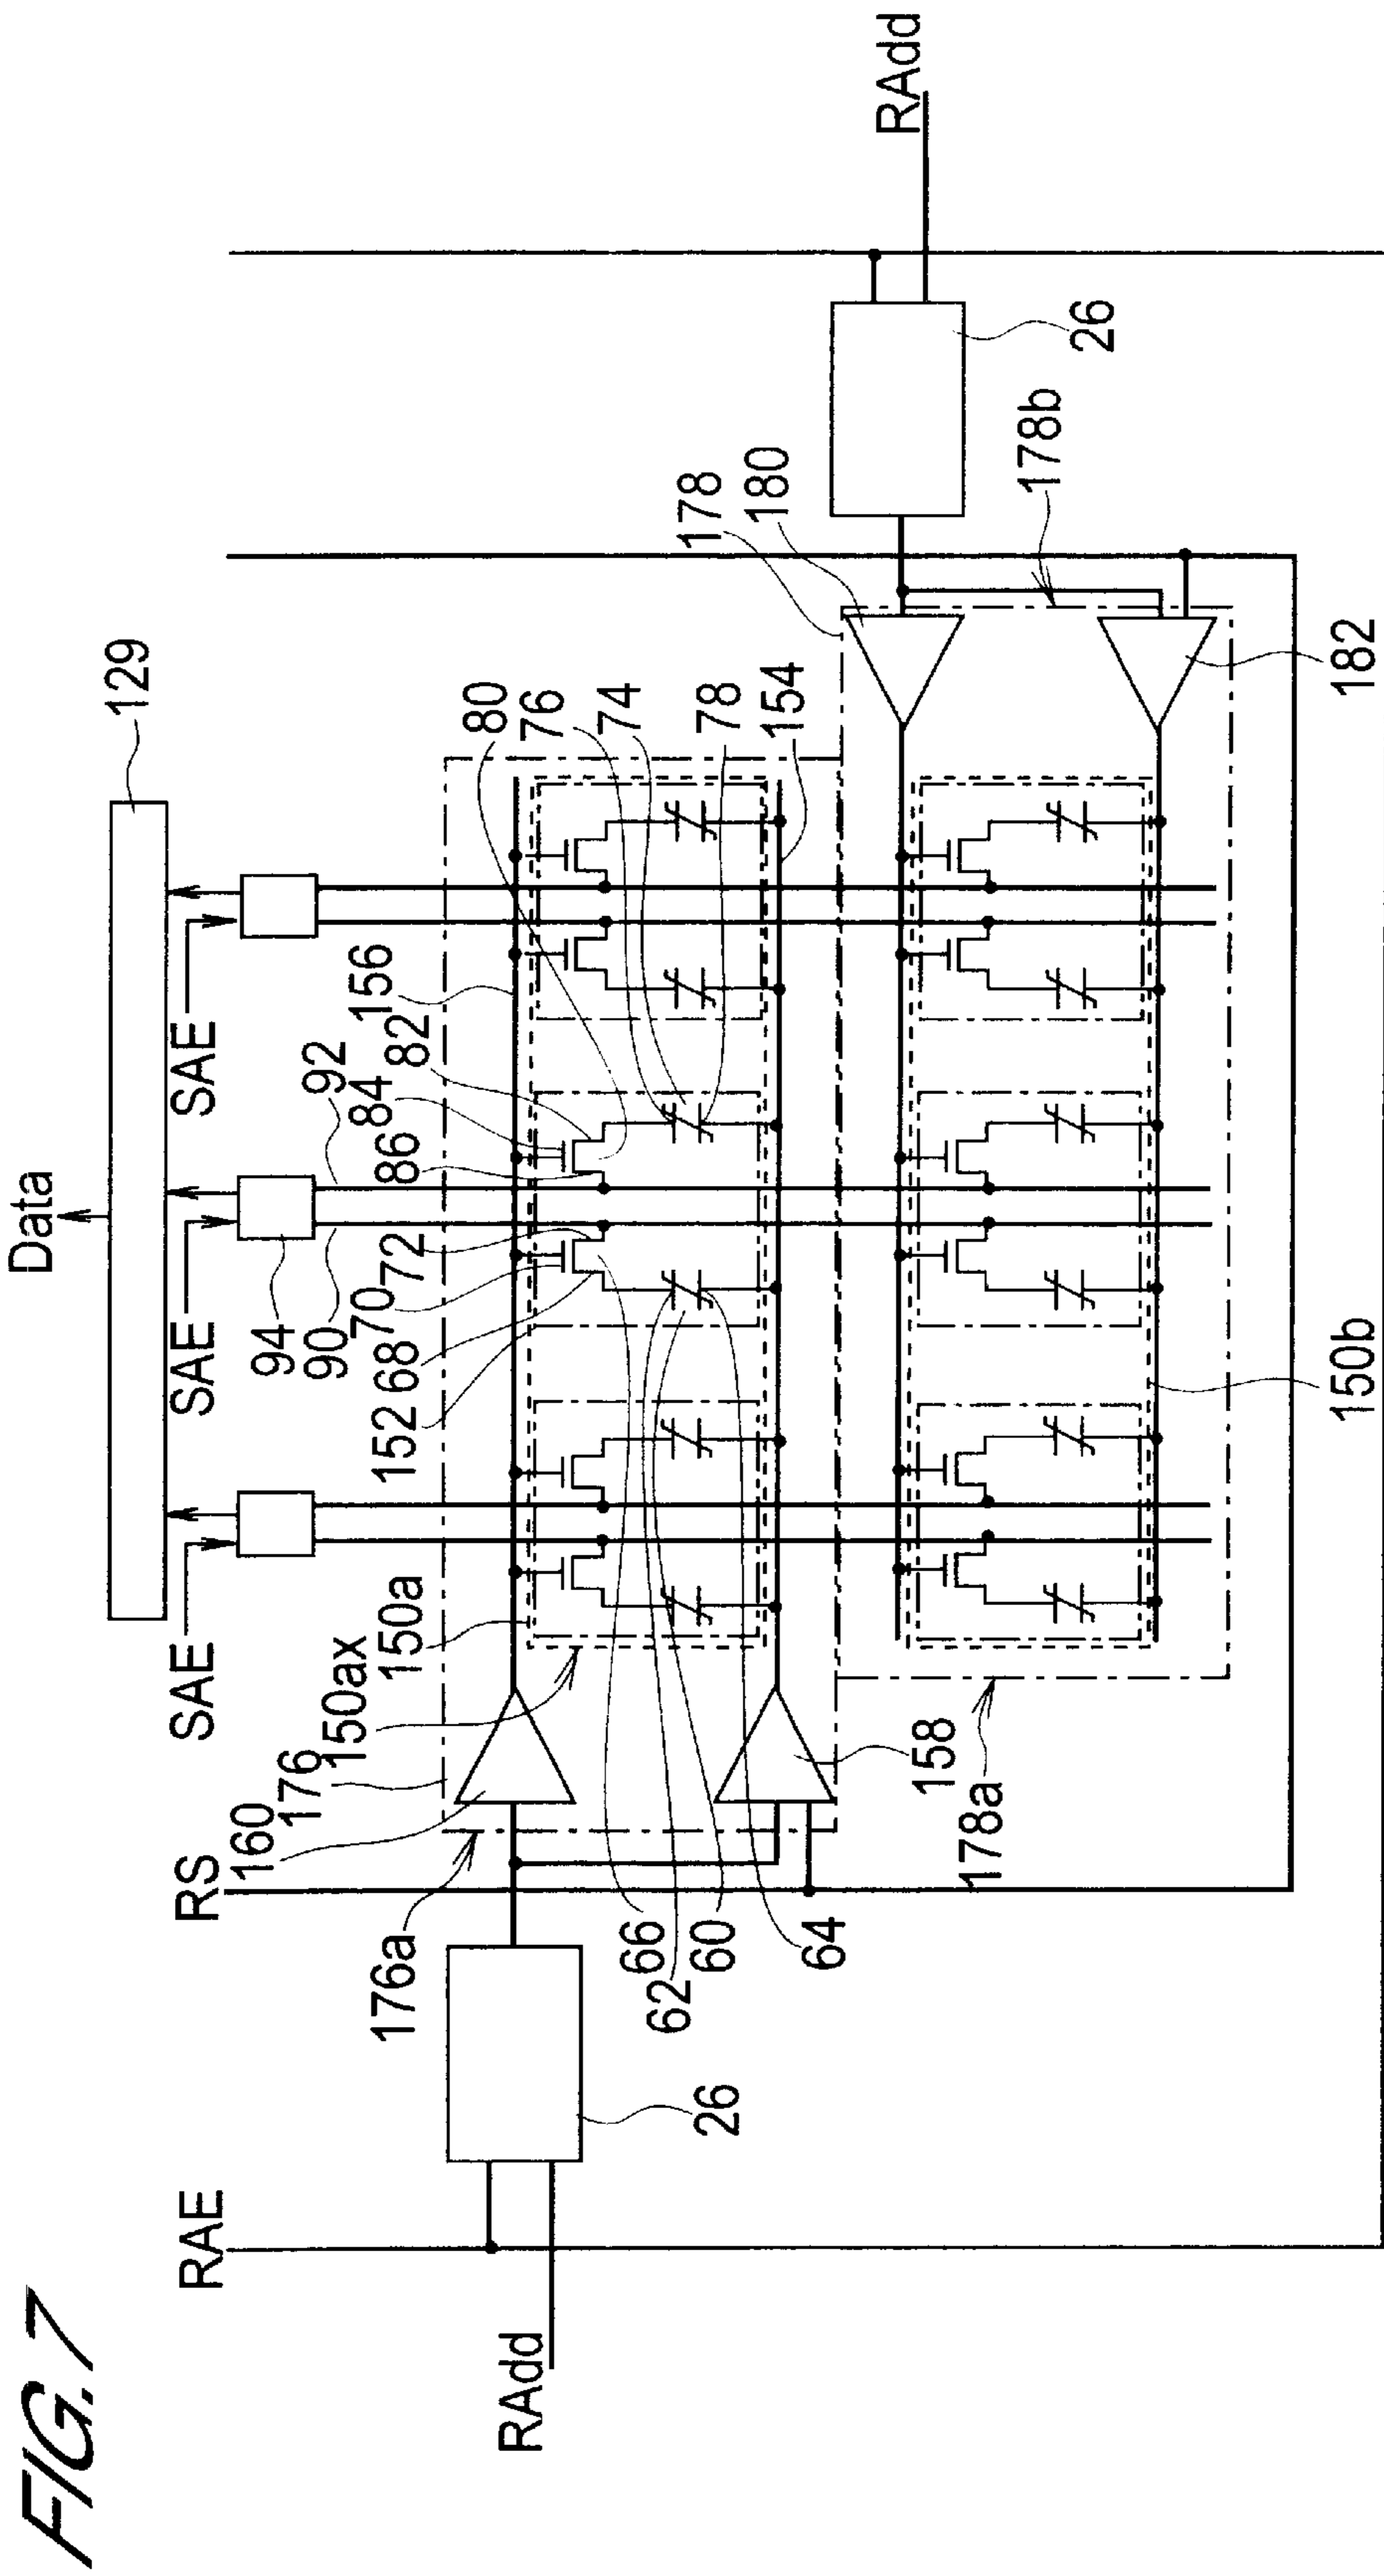 FIG. 7
Data
129
SAE
SAE
SAE
94
90
92
84
86
82
156
80
76
74
78
154
178
180
178b
182
26
RAdd
152
68
70
72
150a
150ax
176
160
RS
176a
RAE
RAdd
26
66
62
60
64
158
178a
150b